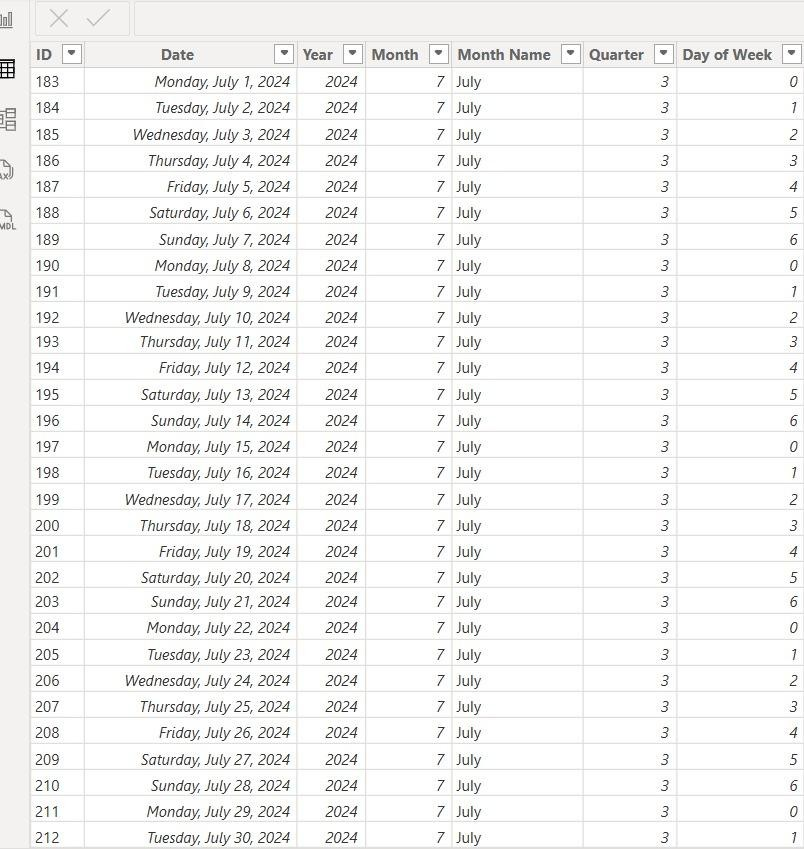 ID Date Year Month Month Name Quarter Day of Week
183 Monday, July 1, 2024 2024 7 July 3 0
184 Tuesday, July 2, 2024 2024 7 July 3 1
185 Wednesday, July 3, 2024 2024 7 July 3 2
186 Thursday, July 4, 2024 2024 7 July 3 3
187 Friday, July 5, 2024 2024 7 July 3 4
188 Saturday, July 6, 2024 2024 7 July 3 5
189 Sunday, July 7, 2024 2024 7 July 3 6
190 Monday, July 8, 2024 2024 7 July 3 0
191 Tuesday, July 9, 2024 2024 7 July 3 1
192 Wednesday, July 10, 2024 2024 7 July 3 2
193 Thursday, July 11, 2024 2024 7 July 3 3
194 Friday, July 12, 2024 2024 7 July 3 4
195 Saturday, July 13, 2024 2024 7 July 3 5
196 Sunday, July 14, 2024 2024 7 July 3 6
197 Monday, July 15, 2024 2024 7 July 3 0
198 Tuesday, July 16, 2024 2024 7 July 3 1
199 Wednesday, July 17, 2024 2024 7 July 3 2
200 Thursday, July 18, 2024 2024 7 July 3 3
201 Friday, July 19, 2024 2024 7 July 3 4
202 Saturday, July 20, 2024 2024 7 July 3 5
203 Sunday, July 21, 2024 2024 7 July 3 6
204 Monday, July 22, 2024 2024 7 July 3 0
205 Tuesday, July 23, 2024 2024 7 July 3 1
206 Wednesday, July 24, 2024 2024 7 July 3 2
207 Thursday, July 25, 2024 2024 7 July 3 3
208 Friday, July 26, 2024 2024 7 July 3 4
209 Saturday, July 27, 2024 2024 7 July 3 5
210 Sunday, July 28, 2024 2024 7 July 3 6
211 Monday, July 29, 2024 2024 7 July 3 0
212 Tuesday, July 30, 2024 2024 7 July 3 1